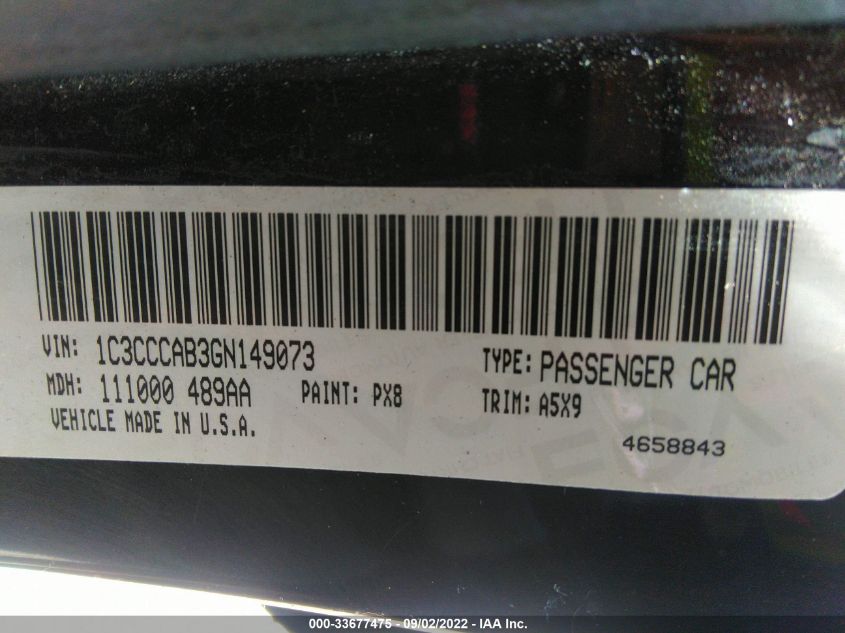 VIN: 1C3CCCAB3GN149073 TYPE: PASSENGER CAR
MDH: 111000 489AA PAINT: PX8 TRIM: A5X9
VEHICLE MADE IN U.S.A. 4658843
000-33677475 - 09/02/2022 - IAA Inc.